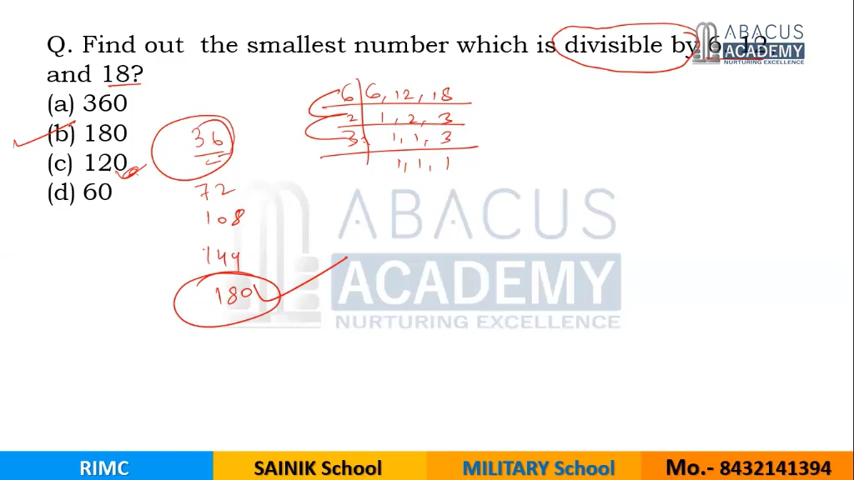 Q. Find out the smallest number which is divisible by 6, 12
and 18?
(a) 360
(b) 180
(c) 120
(d) 60
6 6, 12, 18
2 1, 2, 3
3 1, 1, 3
1, 1, 1
36
72
108
144
180
ABACUS
ACADEMY
NURTURING EXCELLENCE
ABACUS
ACADEMY
NURTURING EXCELLENCE
RIMC SAINIK School MILITARY School Mo.- 8432141394